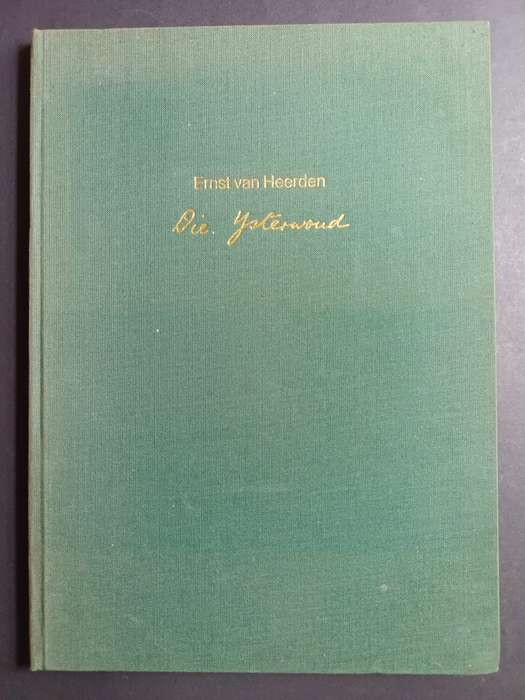 Ernst van Heerden
Die Ysterwoud